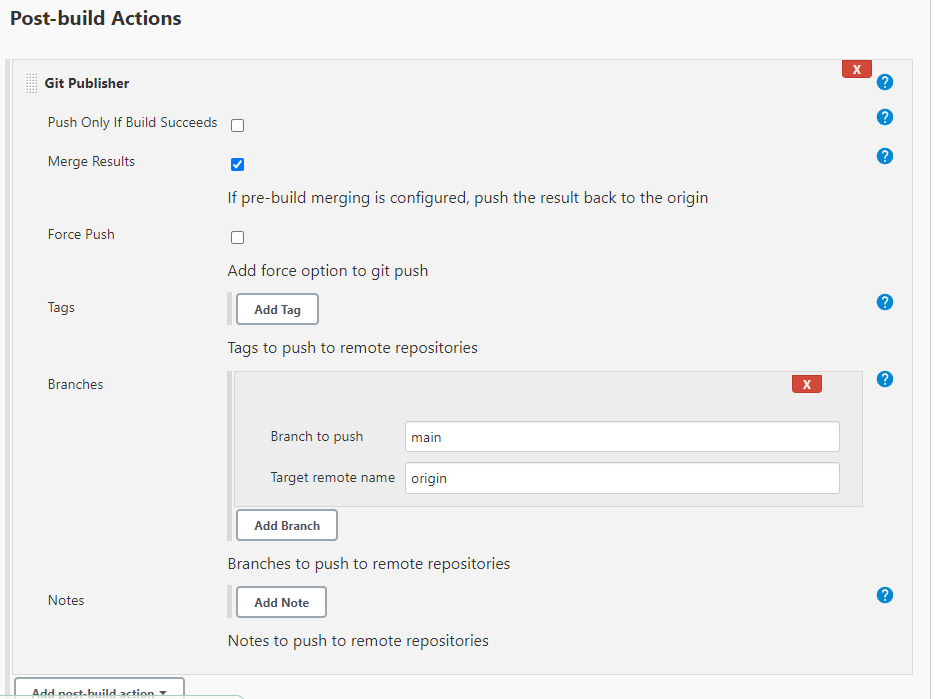 Post-build Actions
X
Git Publisher
?
Push Only If Build Succeeds
?
Merge Results
?
If pre-build merging is configured, push the result back to the origin
Force Push
Add force option to git push
Tags
Add Tag
?
Tags to push to remote repositories
Branches
X
?
Branch to push
main
Target remote name
origin
Add Branch
Branches to push to remote repositories
Notes
Add Note
?
Notes to push to remote repositories
Add post-build action